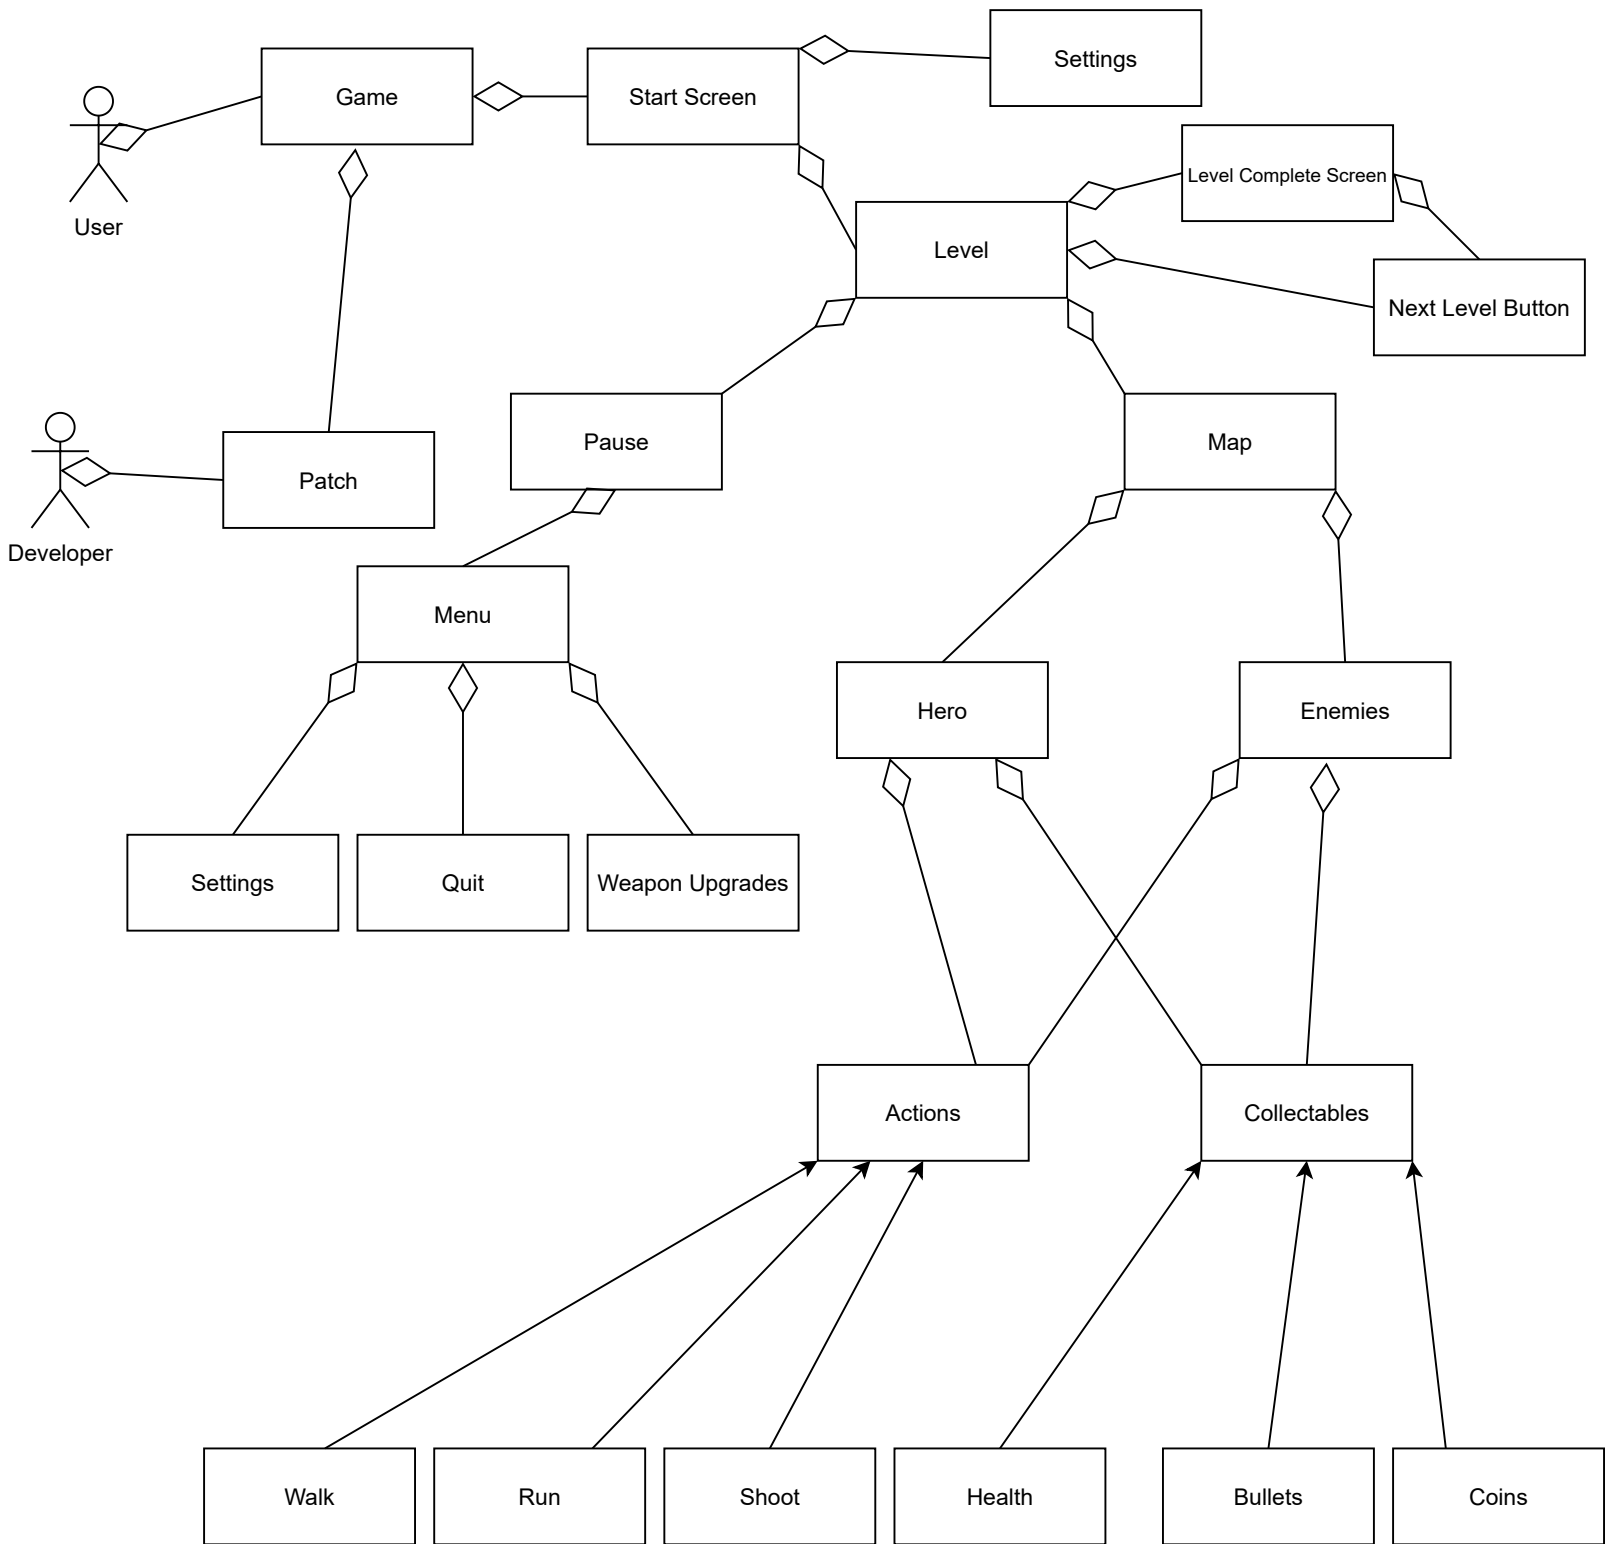 Settings
Game
Start Screen
Level Complete Screen
User
Level
Next Level Button
Pause
Map
Patch
Developer
Menu
Hero
Enemies
Settings
Quit
Weapon Upgrades
Actions
Collectables
Walk
Run
Shoot
Health
Bullets
Coins